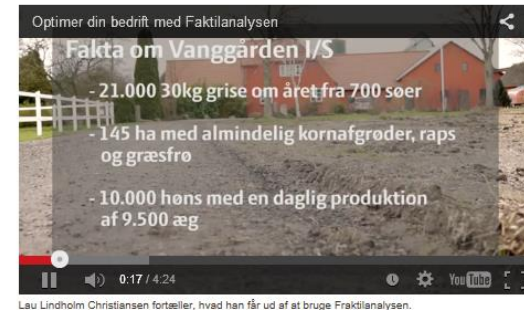 Optimer din bedrift med Faktilanalysen
Fakta om Vanggården I/S
- 21.000 30kg grise om året fra 700 søer
- 145 ha med almindelig kornafgrøder, raps
og græsfrø
- 10.000 høns med en daglig produktion
af 9.500 æg
0:17 / 4:24
YouTube
Lau Lindholm Christiansen fortæller, hvad han får ud af at bruge Fraktilanalysen.